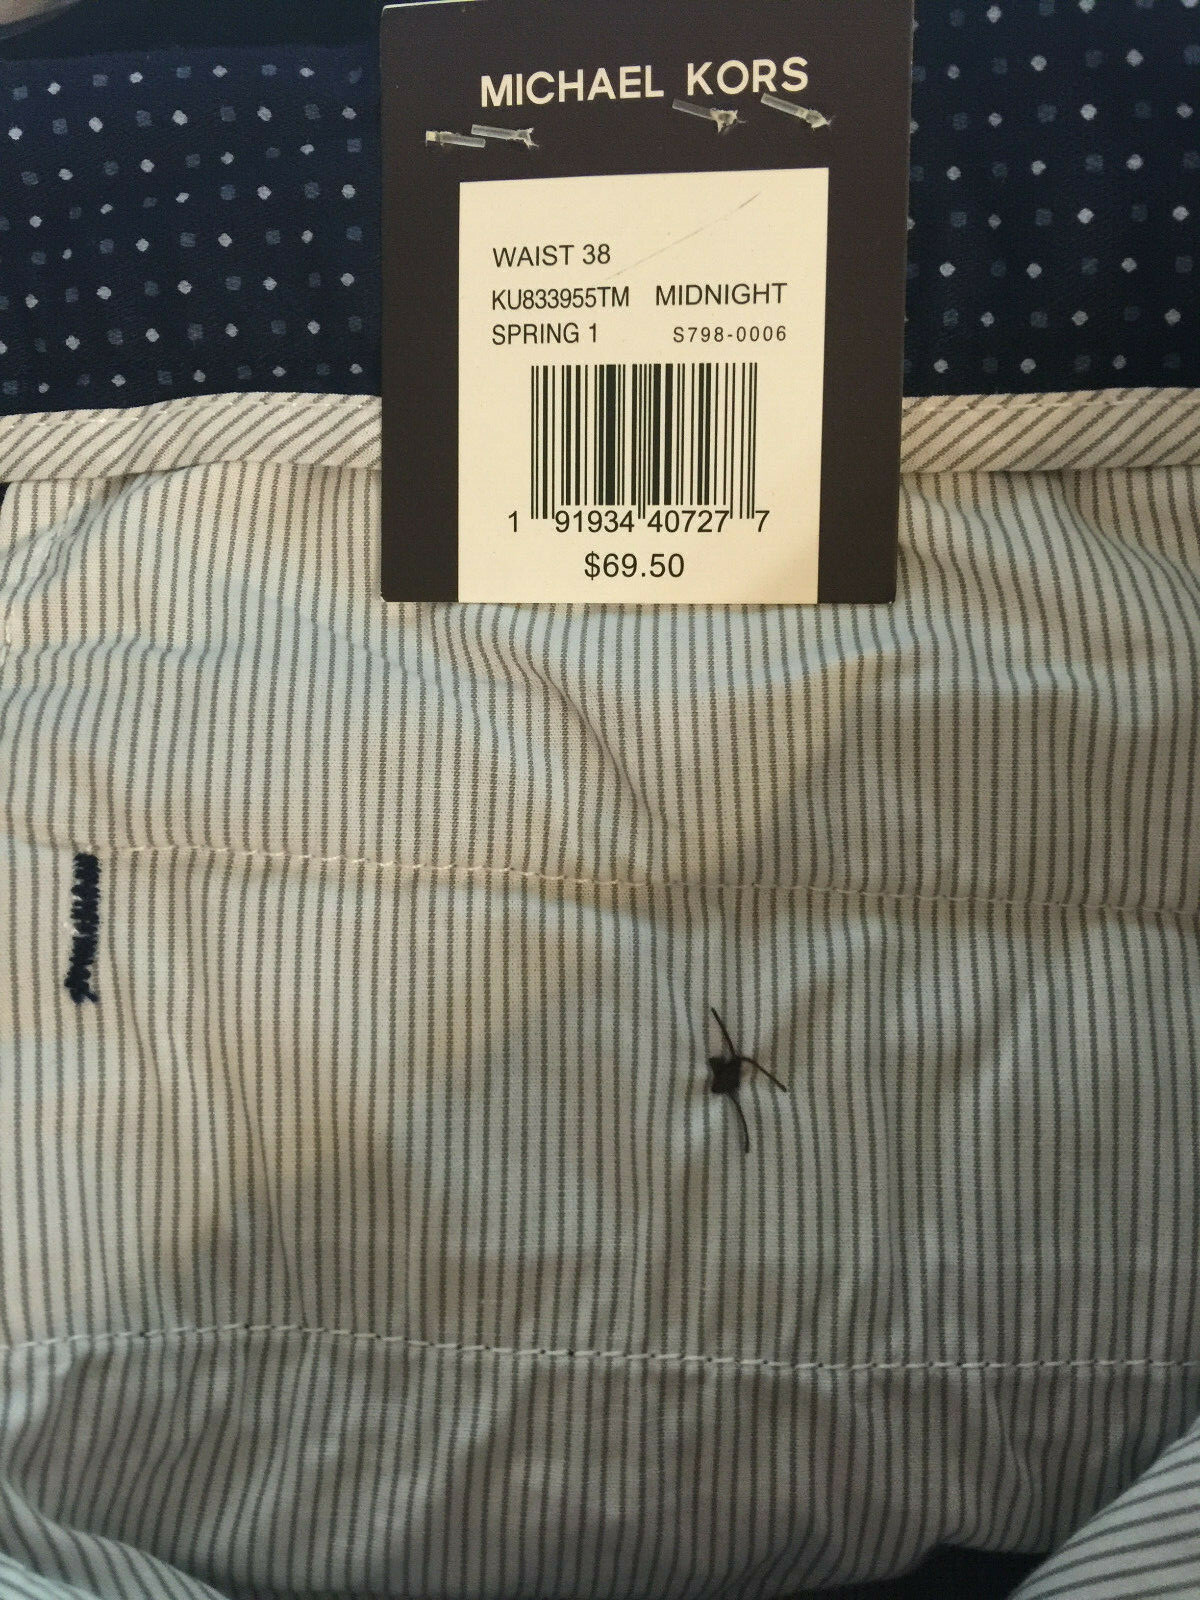 MICHAEL KORS
WAIST 38
KU833955TM MIDNIGHT
SPRING 1 S798-0006
1 91934 40727 7
$69.50